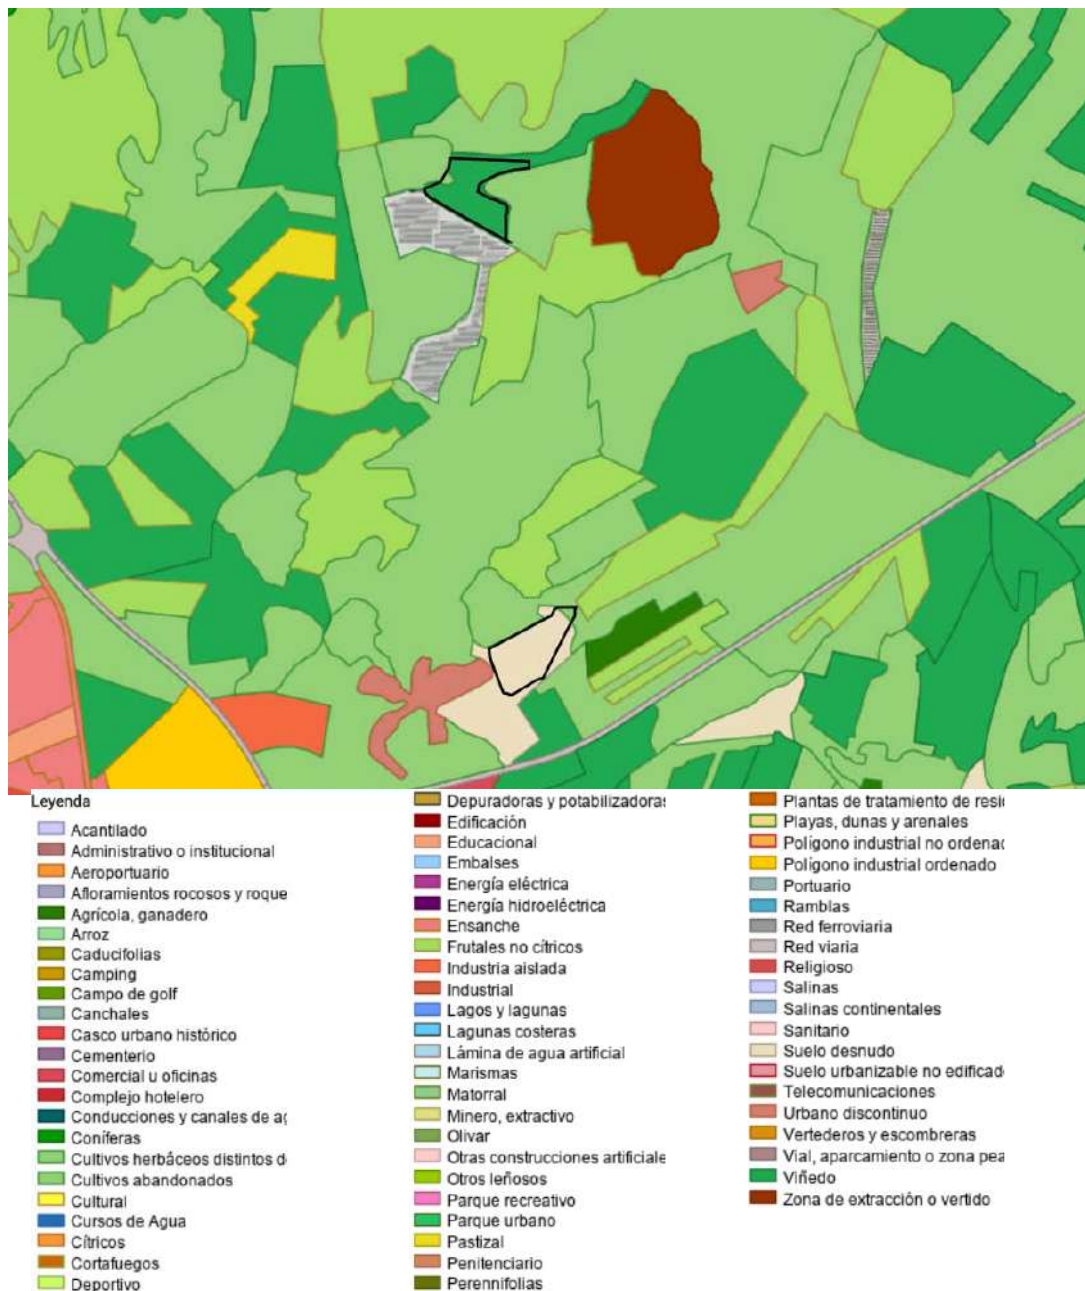 Leyenda
Acantilado
Administrativo o institucional
Aeroportuario
Afloramientos rocosos y roque
Agrícola, ganadero
Arroz
Caducifolias
Camping
Campo de golf
Canchales
Casco urbano histórico
Cementerio
Comercial u oficinas
Complejo hotelero
Conducciones y canales de ag
Coníferas
Cultivos herbáceos distintos d
Cultivos abandonados
Cultural
Cursos de Agua
Cítricos
Cortafuegos
Deportivo
Depuradoras y potabilizadoras
Edificación
Educacional
Embalses
Energía eléctrica
Energía hidroeléctrica
Ensanche
Frutales no cítricos
Industria aislada
Industrial
Lagos y lagunas
Lagunas costeras
Lámina de agua artificial
Marismas
Matorral
Minero, extractivo
Olivar
Otras construcciones artificiale
Otros leñosos
Parque recreativo
Parque urbano
Pastizal
Penitenciario
Perennifolias
Plantas de tratamiento de resi
Playas, dunas y arenales
Polígono industrial no ordenad
Polígono industrial ordenado
Portuario
Ramblas
Red ferroviaria
Red viaria
Religioso
Salinas
Salinas continentales
Sanitario
Suelo desnudo
Suelo urbanizable no edificad
Telecomunicaciones
Urbano discontinuo
Vertederos y escombreras
Vial, aparcamiento o zona pea
Viñedo
Zona de extracción o vertido